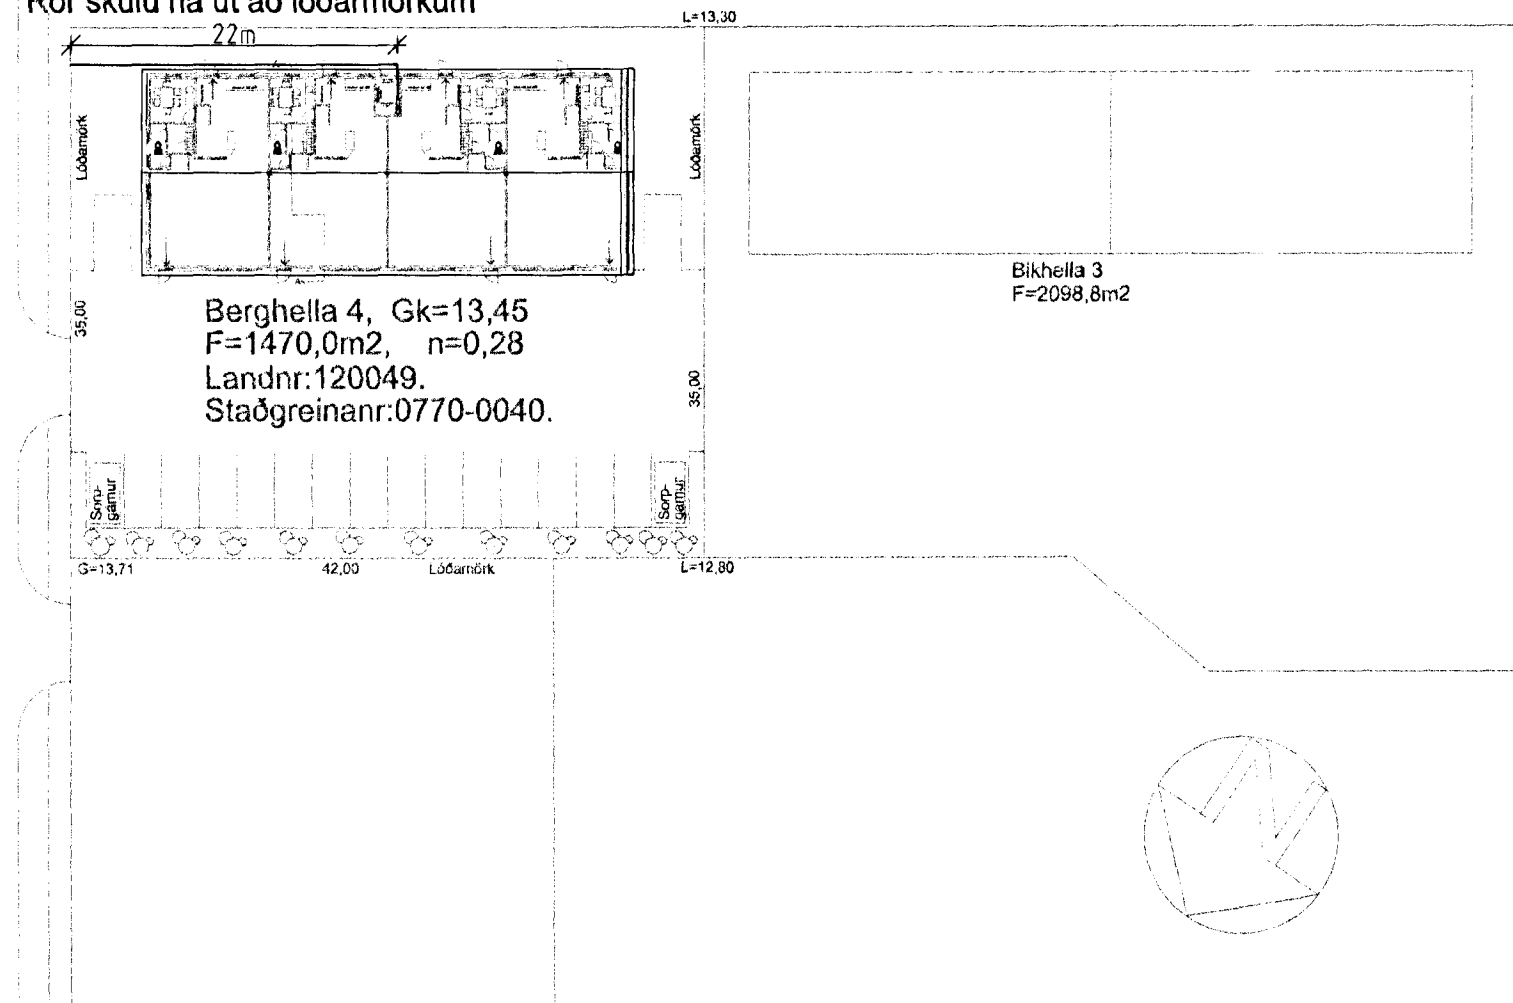 Rör skulu ná út að lóðarmörkum
L=13,30
22m
Lóðamörk
Lóðamörk
Bikhella 3
F=2098,8m2
35,00
Berghella 4, Gk=13,45
F=1470,0m2, n=0,28
Landnr:120049.
Staðgreinanr:0770-0040.
35,00
Sorp-
gámur
Sorp-
gámur
G=13,71
42,00
Lóðamörk
L=12,80